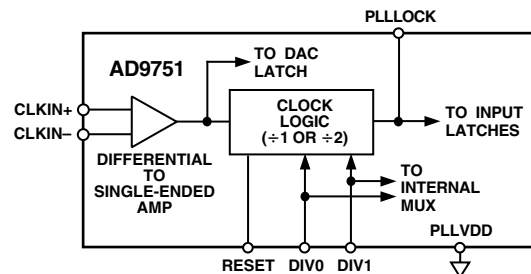 PLLLOCK
AD9751
TO DAC
LATCH
CLKIN+
CLKIN–
CLOCK
LOGIC
(÷1 OR ÷2)
TO INPUT
LATCHES
DIFFERENTIAL
TO
SINGLE-ENDED
AMP
TO
INTERNAL
MUX
PLLVDD
RESET
DIV0
DIV1